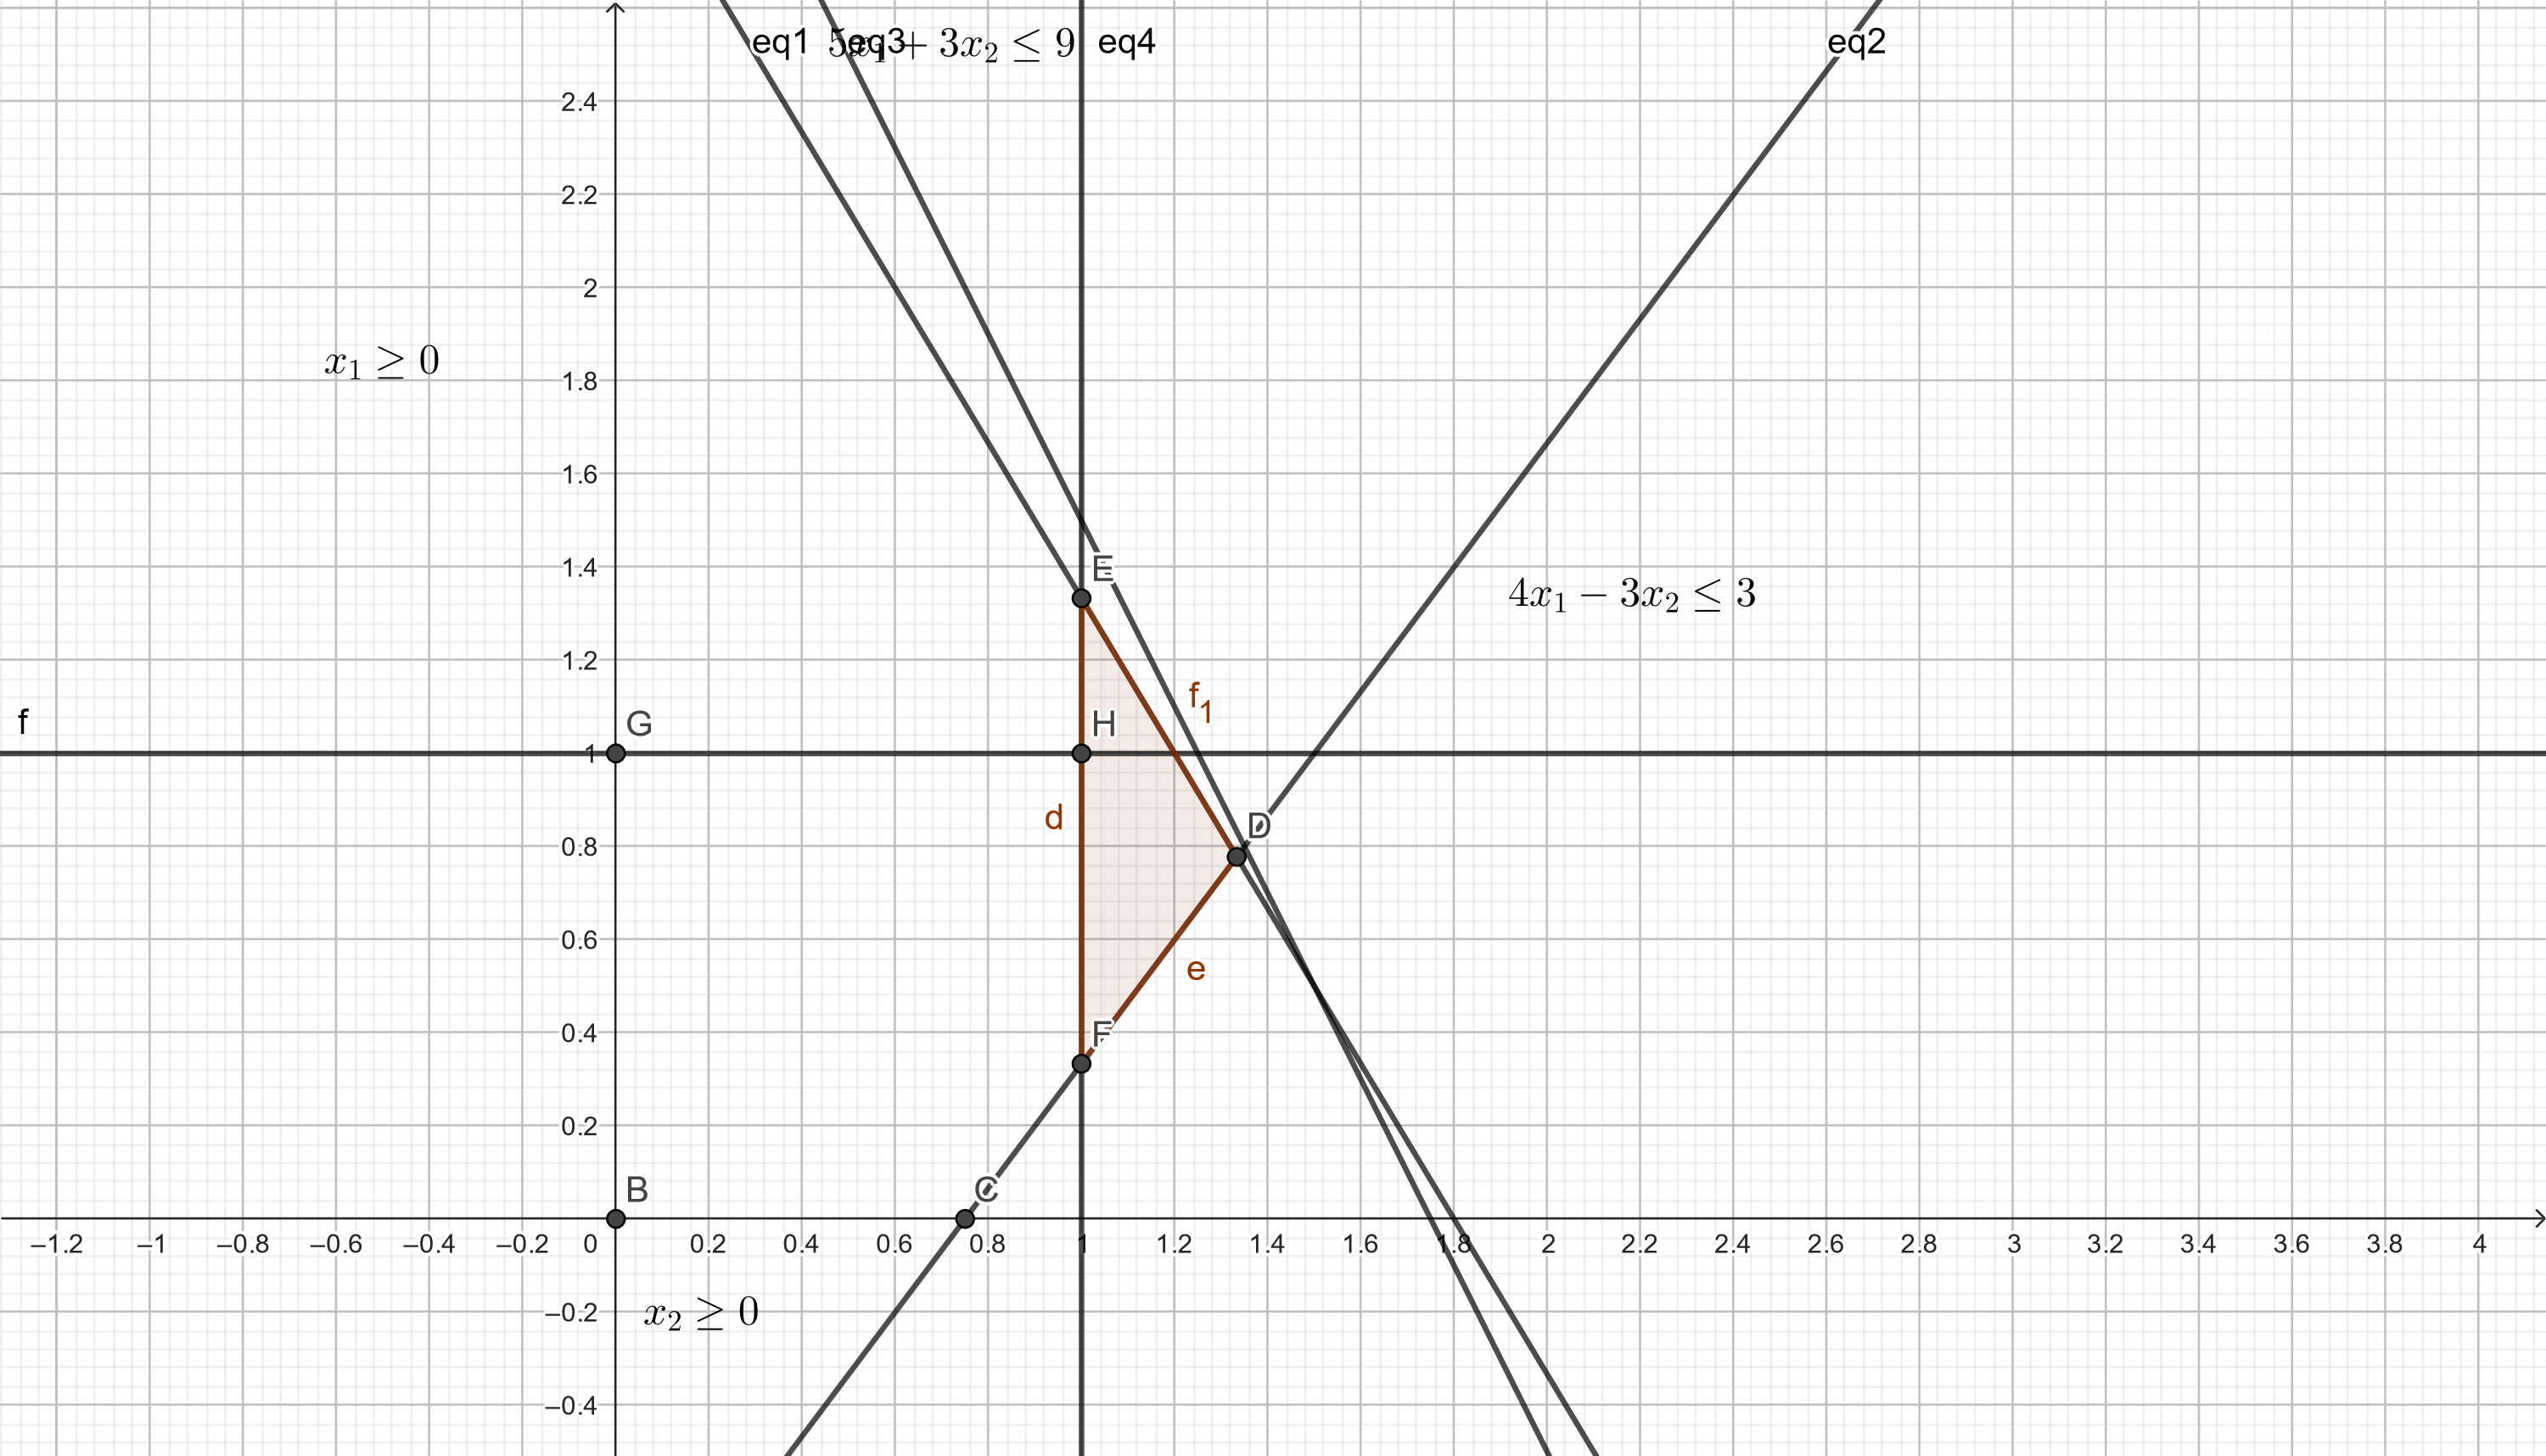 eq1
5x₁ + 3x₂ ≤ 9
eq3
eq4
eq2
2.4
2.2
2
x₁ ≥ 0
1.8
1.6
E
1.4
4x₁ − 3x₂ ≤ 3
1.2
f₁
f
G
H
1
d
D
0.8
0.6
e
F
0.4
0.2
B
C
–1.2 –1 –0.8 –0.6 –0.4 –0.2 0 0.2 0.4 0.6 0.8 1 1.2 1.4 1.6 1.8 2 2.2 2.4 2.6 2.8 3 3.2 3.4 3.6 3.8 4
x₂ ≥ 0
–0.2
–0.4